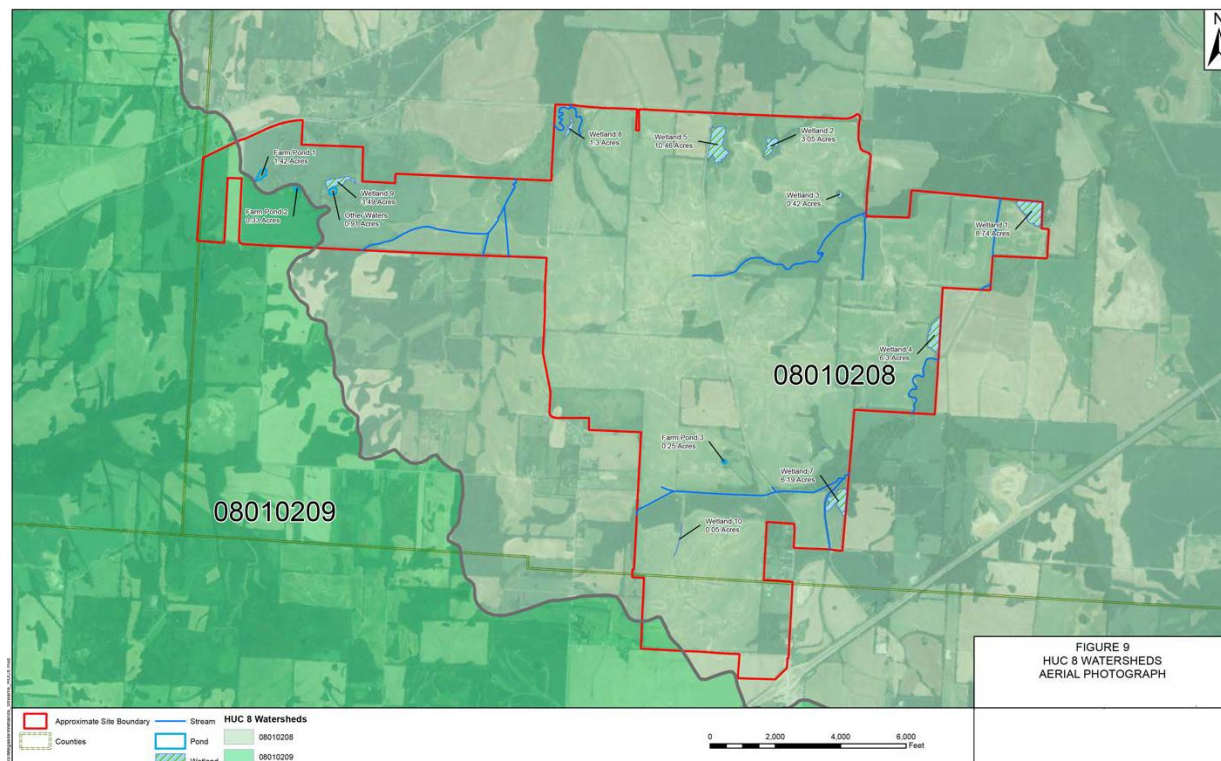 N
Wetland 8
1.3 Acres
Wetland 5
10.46 Acres
Wetland 2
3.05 Acres
Farm Pond 1
1.42 Acres
Wetland 9
3.49 Acres
Wetland 3
0.42 Acres
Farm Pond 2
0.33 Acres
Other Waters
0.91 Acres
Wetland 1
8.74 Acres
Wetland 4
6.3 Acres
08010208
Farm Pond 3
0.25 Acres
Wetland 7
6.19 Acres
08010209
Wetland 10
0.05 Acres
FIGURE 9
HUC 8 WATERSHEDS
AERIAL PHOTOGRAPH
Approximate Site Boundary
Counties
Stream
Pond
Wetland
HUC 8 Watersheds
08010208
08010209
0 2,000 4,000 6,000
Feet